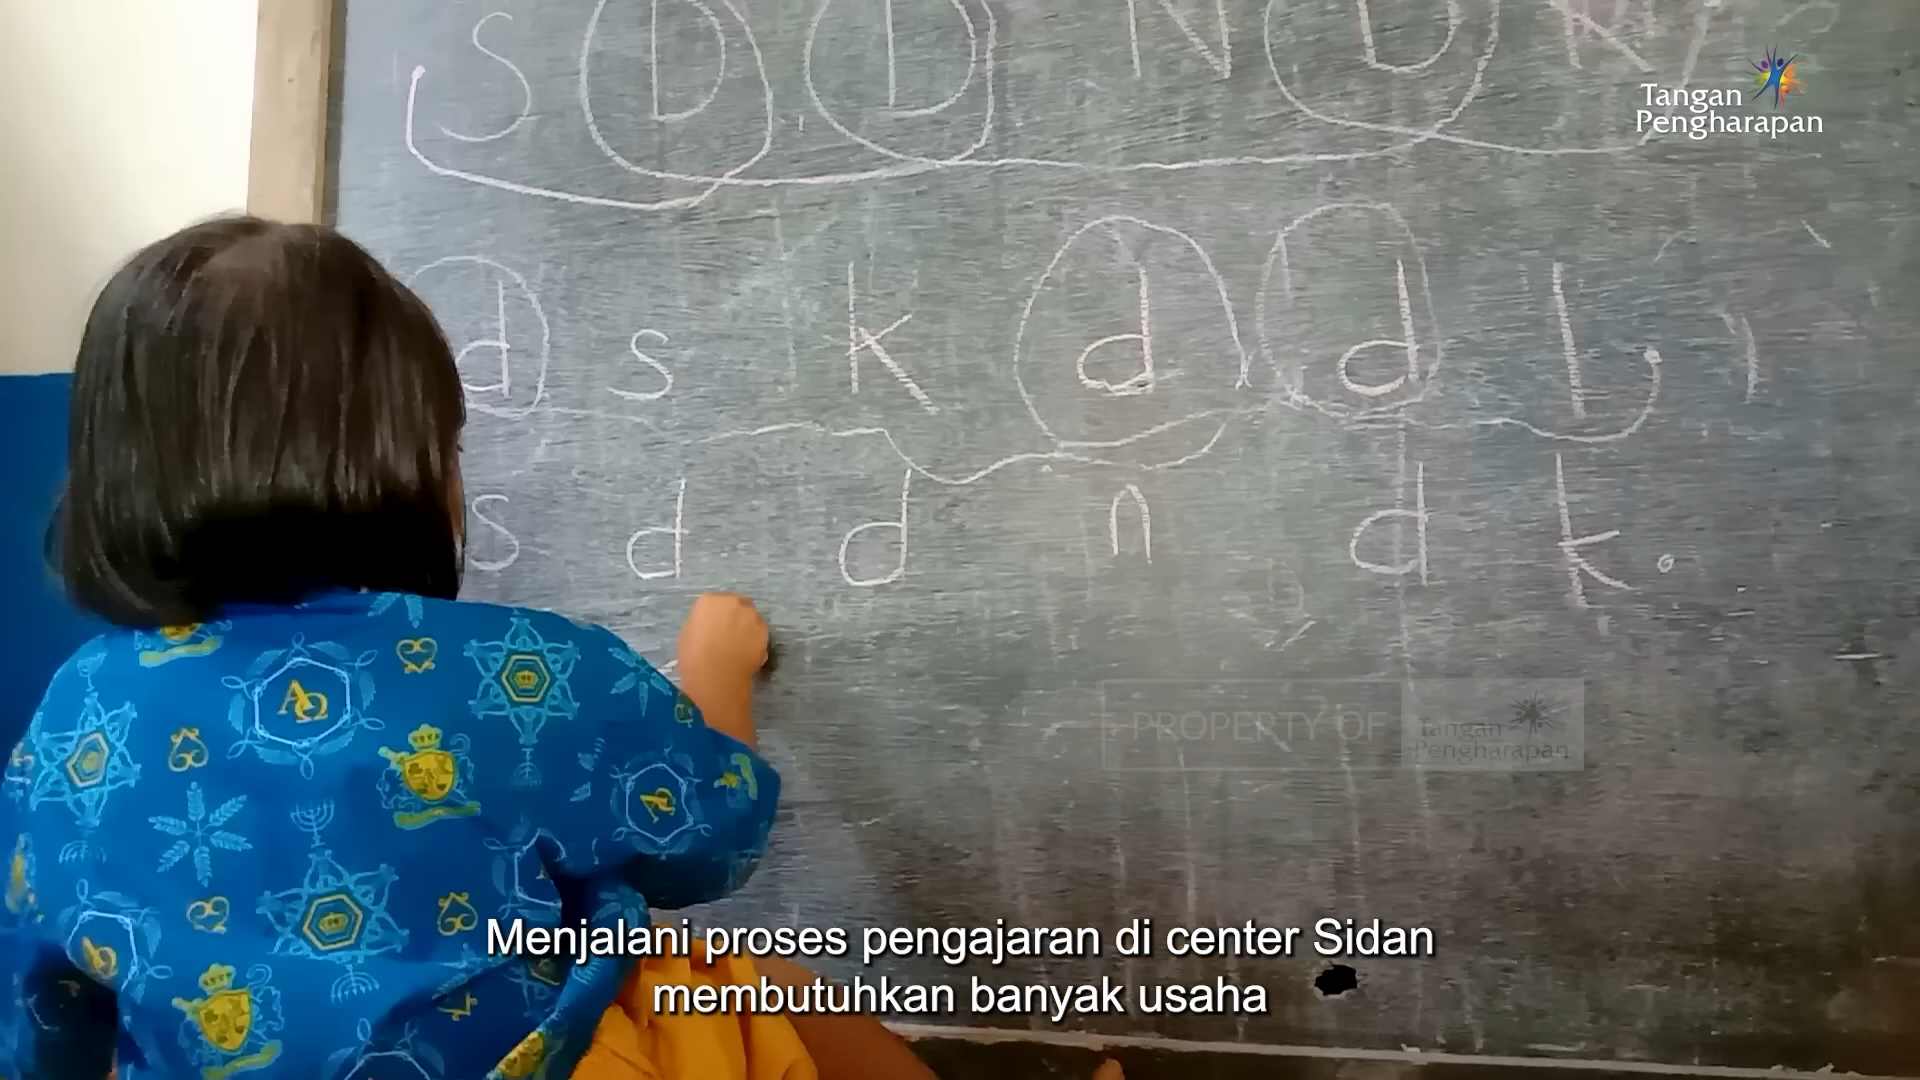 S D D N D K
Tangan
Pengharapan
d s k d d b
s d d n d k .
PROPERTY OF Tangan
Pengharapan
Menjalani proses pengajaran di center Sidan
membutuhkan banyak usaha